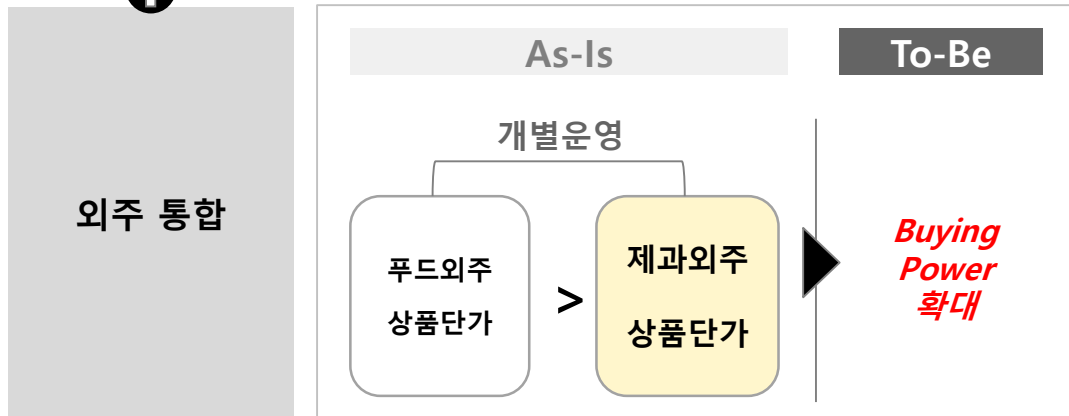 As-Is
To-Be
개별운영
외주 통합
푸드외주
상품단가
>
제과외주
상품단가
Buying
Power
확대